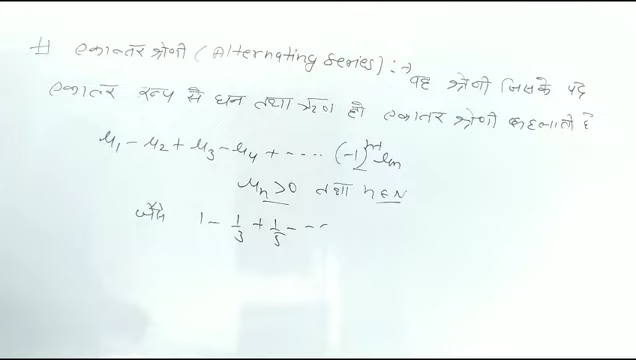 # एकान्तर श्रेणी (Alternating Series) :→ वह श्रेणी जिसके पद
एकान्तर रूप से धन तथा ऋण हो एकान्तर श्रेणी कहलाती है
u₁ - u₂ + u₃ - u₄ + ..... (-1)ⁿ⁻¹ uₙ
uₙ > 0 तथा n ∈ N
जैसे 1 - 1/3 + 1/5 - ---